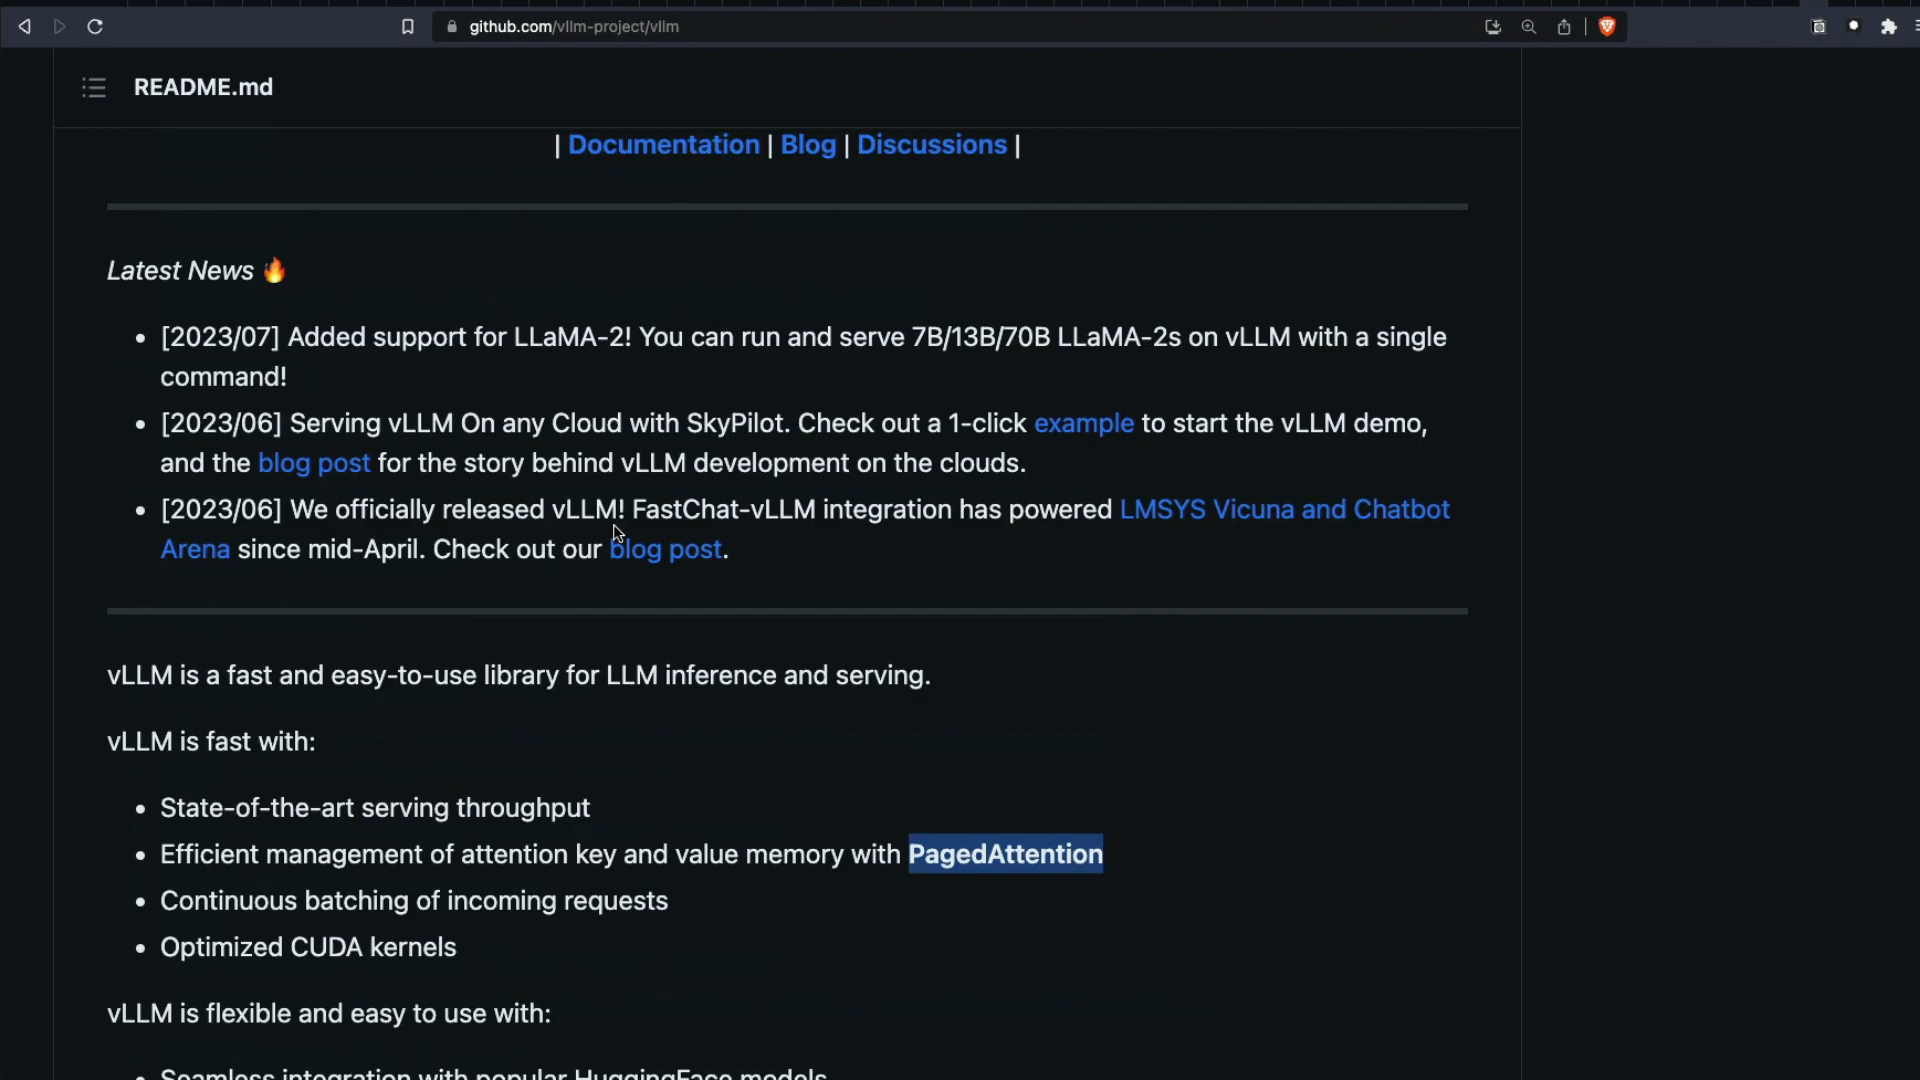 github.com/vllm-project/vllm
README.md
| Documentation | Blog | Discussions |
Latest News 🔥
• [2023/07] Added support for LLaMA-2! You can run and serve 7B/13B/70B LLaMA-2s on vLLM with a single
command!
• [2023/06] Serving vLLM On any Cloud with SkyPilot. Check out a 1-click example to start the vLLM demo,
and the blog post for the story behind vLLM development on the clouds.
• [2023/06] We officially released vLLM! FastChat-vLLM integration has powered LMSYS Vicuna and Chatbot
Arena since mid-April. Check out our blog post.
vLLM is a fast and easy-to-use library for LLM inference and serving.
vLLM is fast with:
• State-of-the-art serving throughput
• Efficient management of attention key and value memory with PagedAttention
• Continuous batching of incoming requests
• Optimized CUDA kernels
vLLM is flexible and easy to use with:
• Seamless integration with popular HuggingFace models